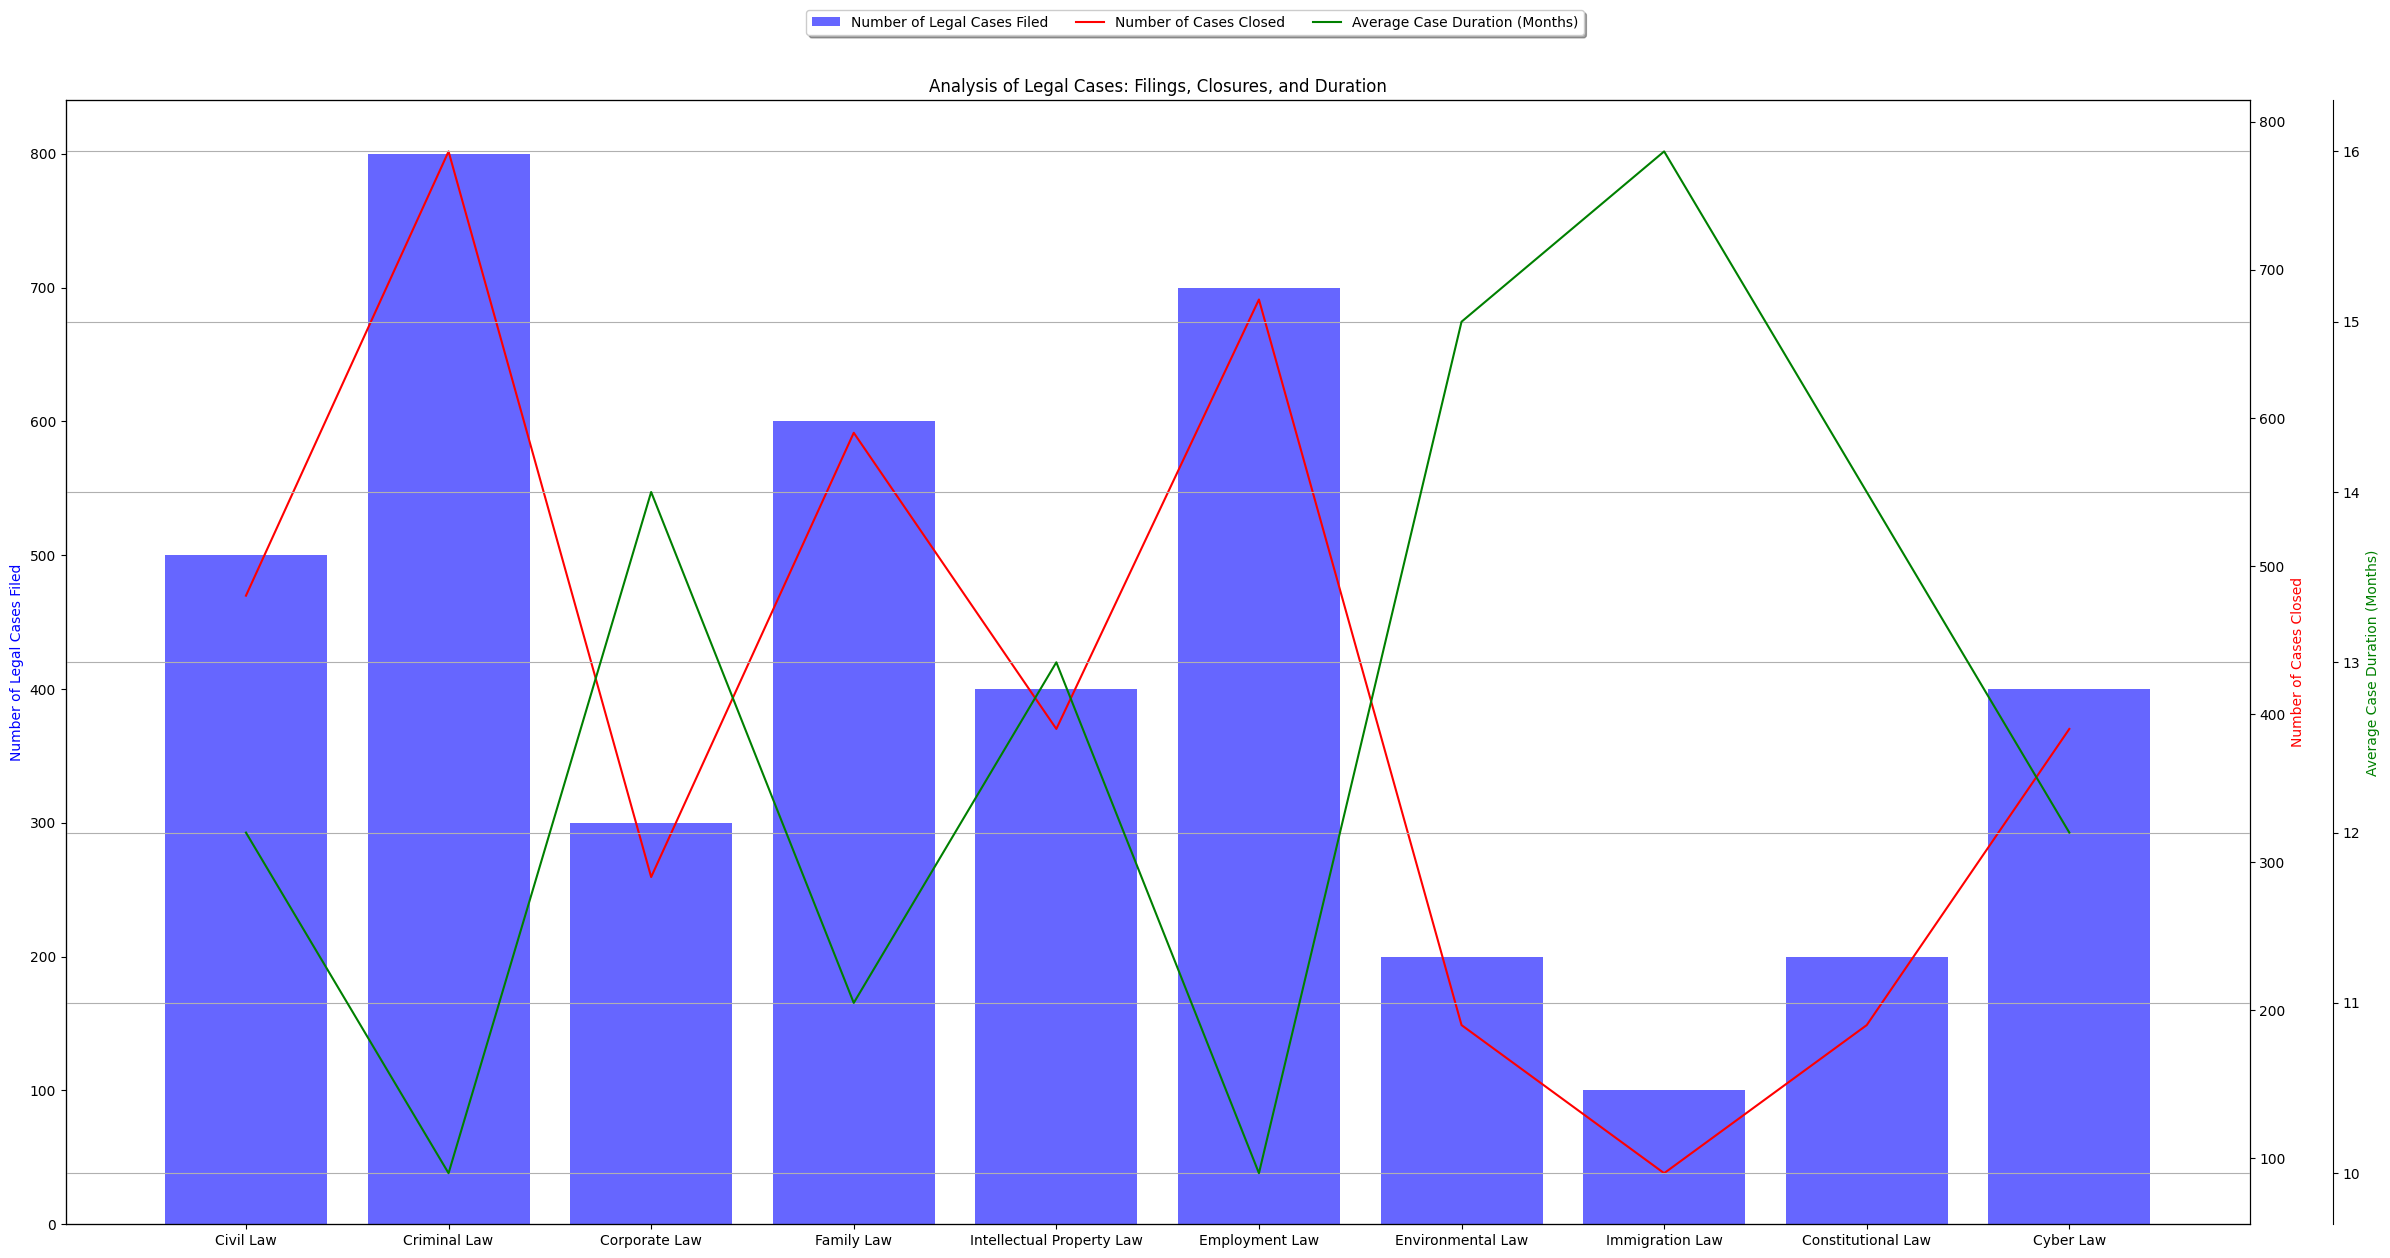 Number of Legal Cases Filed
Number of Cases Closed
Average Case Duration (Months)
Analysis of Legal Cases: Filings, Closures, and Duration
Number of Legal Cases Filed
800
700
600
500
400
300
200
100
0
Civil Law
Criminal Law
Corporate Law
Family Law
Intellectual Property Law
Employment Law
Environmental Law
Immigration Law
Constitutional Law
Cyber Law
800
700
600
500
400
300
200
100
Number of Cases Closed
16
15
14
13
12
11
10
Average Case Duration (Months)